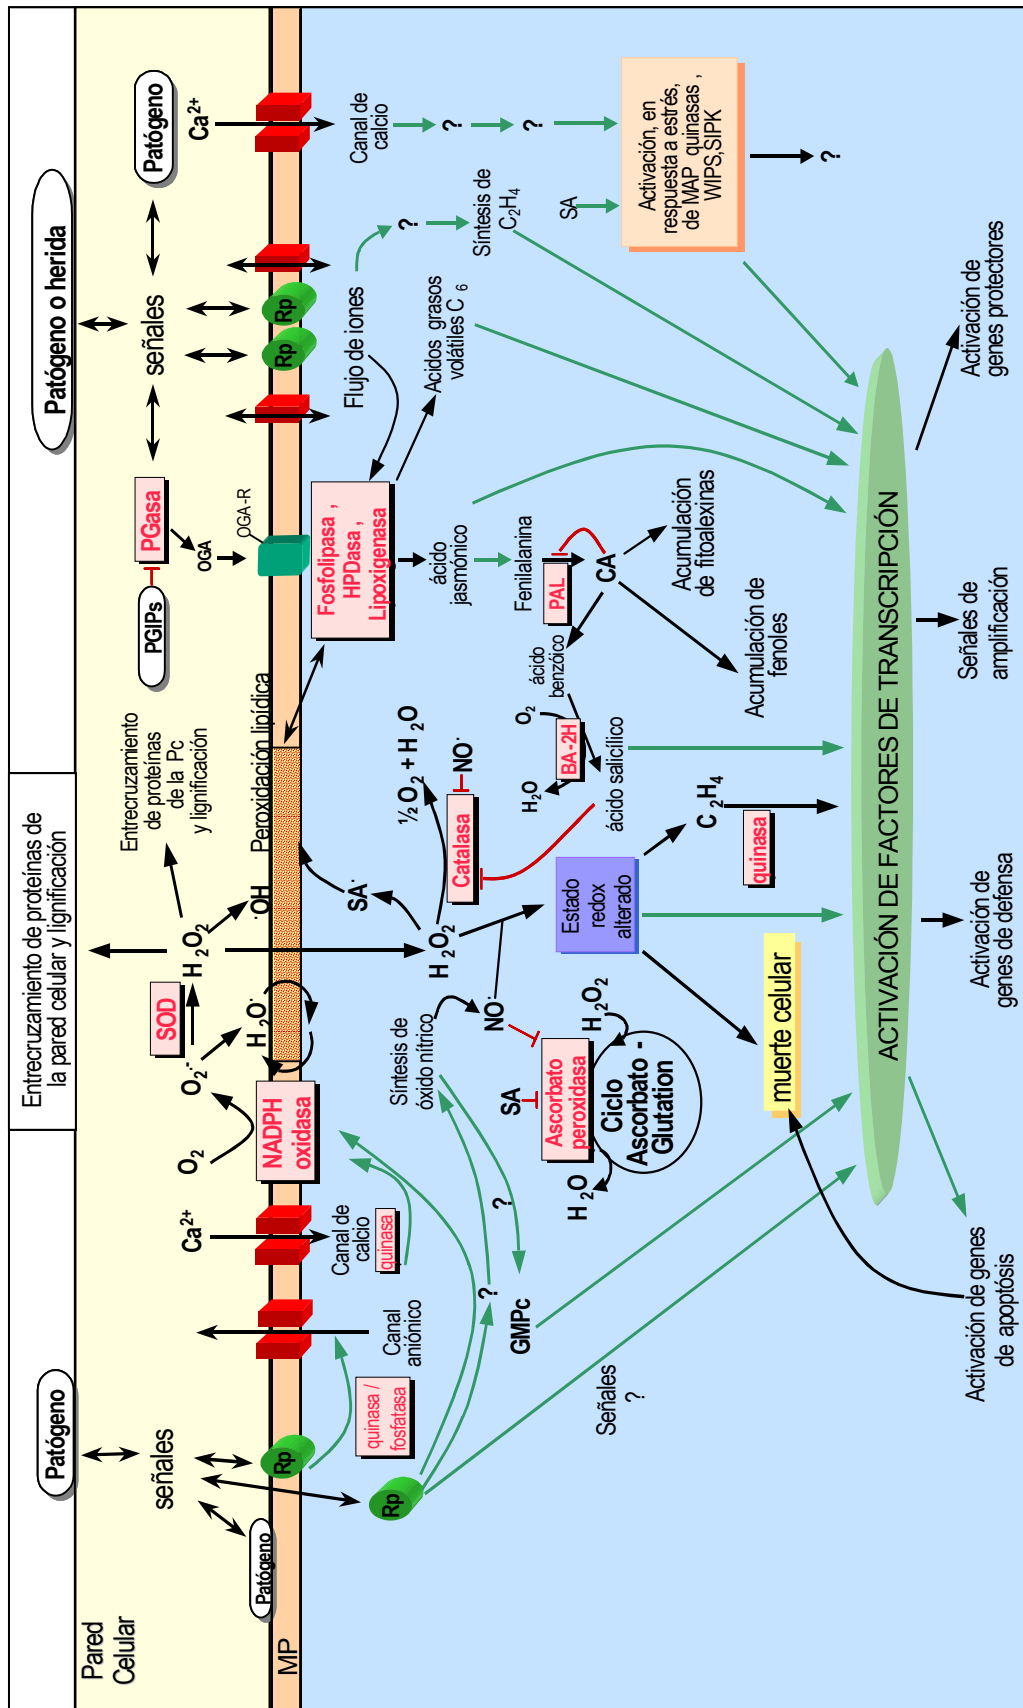 Patógeno
Entrecruzamiento de proteínas de
la pared celular y lignificación
Patógeno o herida
Pared
Celular
señales
Patógeno
Rp
Rp
MP
Ca2+
O2
O2·-
SOD
H2O2
H2O·
·OH
NADPH
oxidasa
Entrecruzamiento
de proteínas
de la Pc
y lignificación
Peroxidación lipídica
PGIPs
PGasa
OGA
OGA-R
señales
Rp
Rp
Patógeno
Ca2+
quinasa /
fosfatasa
Canal
aniónico
Canal de
calcio
quinasa
Síntesis de
óxido nítrico
SA·
H2O2
½ O2 + H2O
Catalasa
NO·
Fosfolipasa,
HPDasa,
Lipoxigenasa
Flujo de iones
Acidos grasos
volátiles C6
?
Síntesis de
C2H4
Canal de
calcio
?
?
SA
Activación, en
respuesta a estrés,
de MAP quinasas,
WIPS,SIPK
?
ácido
jasmónico
Fenilalanina
PAL
CA
ácido
benzóico
O2
BA-2H
H2O
ácido salicílico
Acumulación
de fitoalexinas
Acumulación de
fenoles
?
?
GMPc
NO·
SA
Ascorbato
peroxidasa
H2O2
H2O
Ciclo
Ascorbato -
Glutation
Estado
redox
alterado
C2H4
quinasa
muerte celular
Señales
?
ACTIVACIÓN DE FACTORES DE TRANSCRIPCIÓN
Activación de genes
de apoptósis
Activación de
genes de defensa
Señales de
amplificación
Activación de
genes protectores